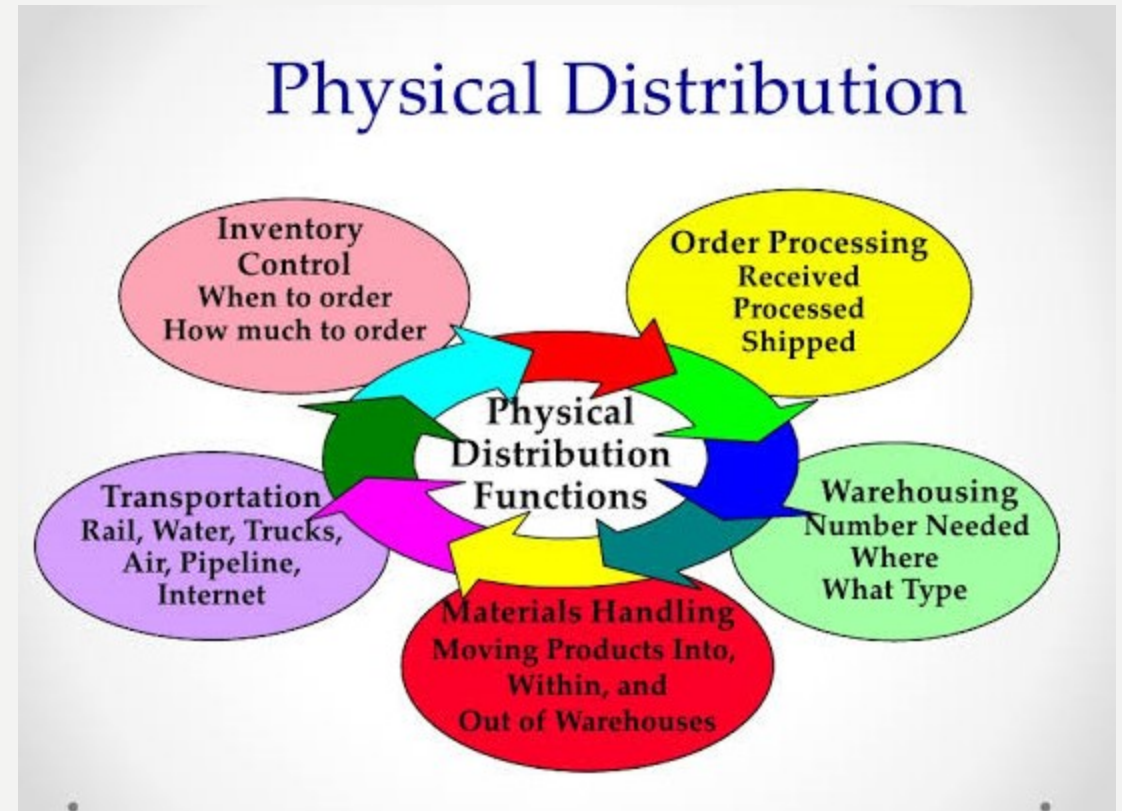 Physical Distribution
Inventory
Control
When to order
How much to order
Order Processing
Received
Processed
Shipped
Physical
Distribution
Functions
Transportation
Rail, Water, Trucks,
Air, Pipeline,
Internet
Warehousing
Number Needed
Where
What Type
Materials Handling
Moving Products Into,
Within, and
Out of Warehouses